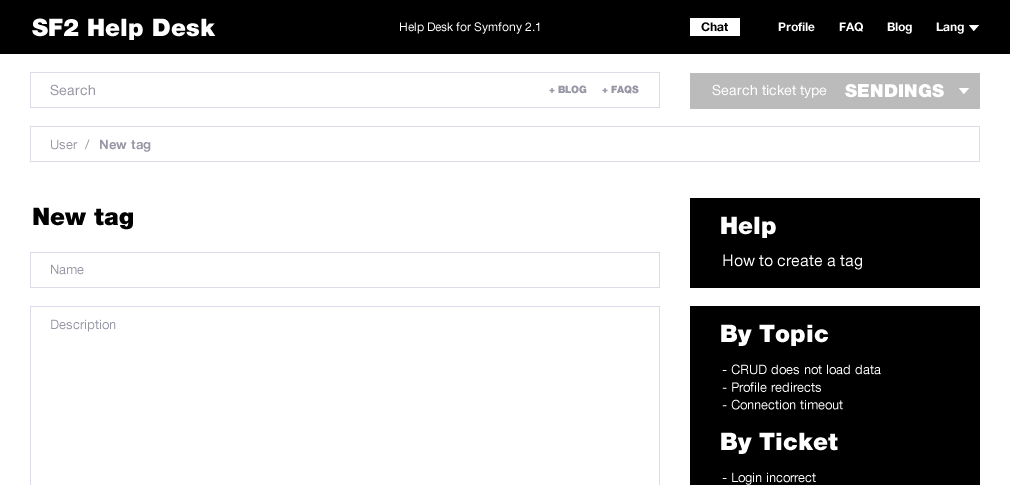 SF2 Help Desk
Help Desk for Symfony 2.1
Chat
Profile
FAQ
Blog
Lang
Search
+ BLOG
+ FAQS
Search ticket type
SENDINGS
User / New tag
New tag
Name
Description
Help
How to create a tag
By Topic
- CRUD does not load data
- Profile redirects
- Connection timeout
By Ticket
- Login incorrect